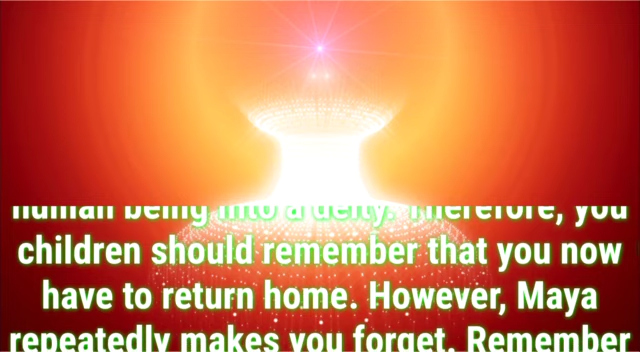 human being into a deity. Therefore, you
children should remember that you now
have to return home. However, Maya
repeatedly makes you forget. Remember